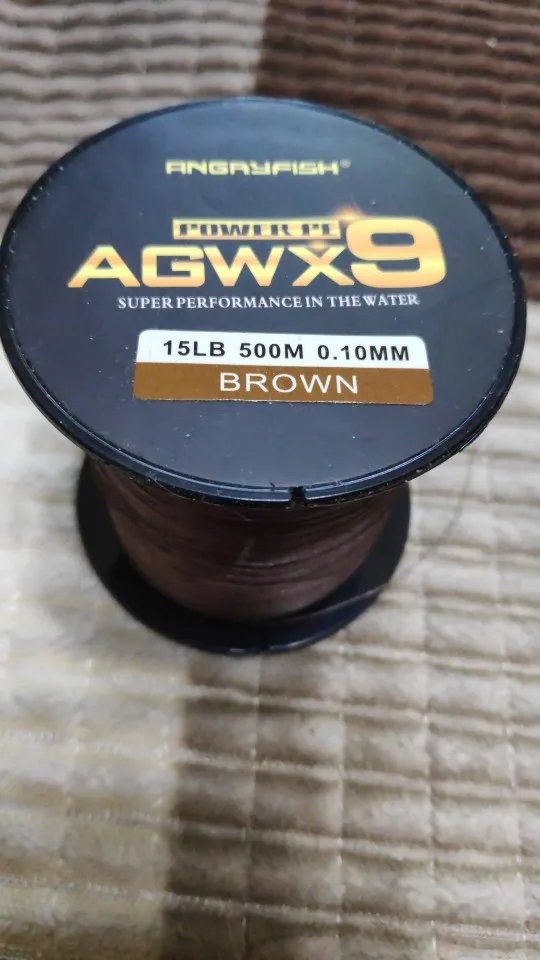 ANGRYFISH®
POWER PE
AGWX9
SUPER PERFORMANCE IN THE WATER
15LB 500M 0.10MM
BROWN